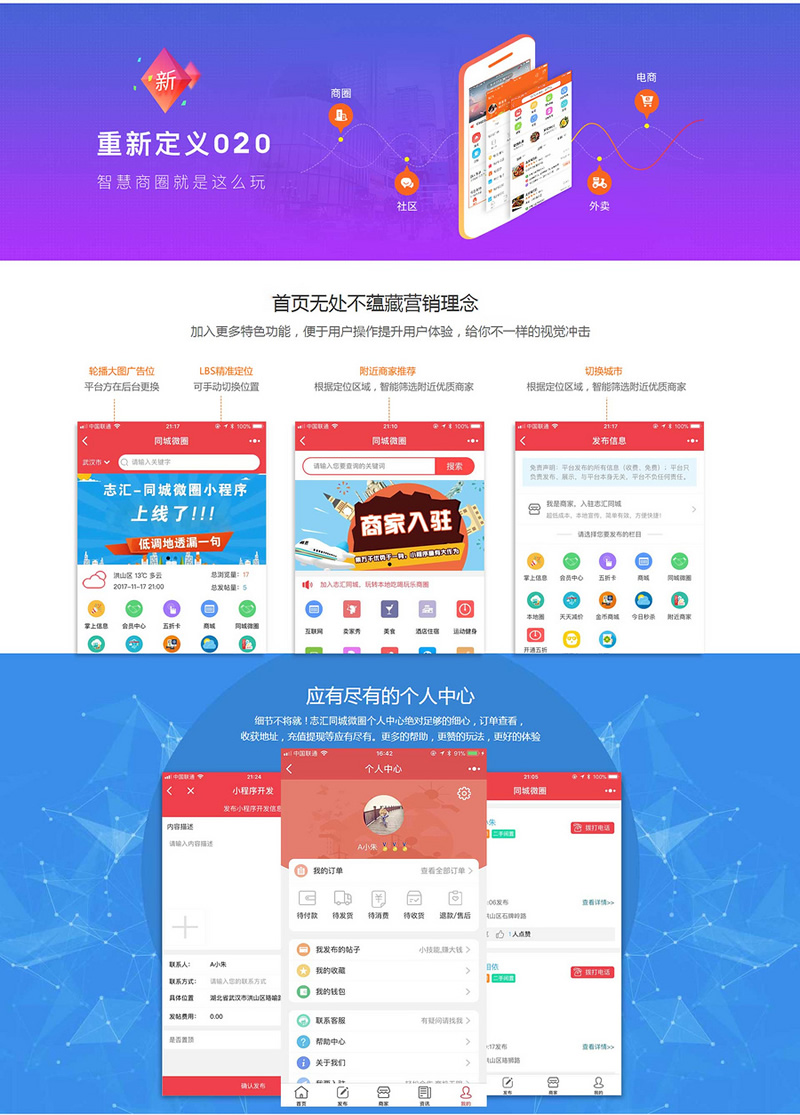 新
重新定义020
智慧商圈就是这么玩
商圈
社区
电商
外卖
首页无处不蕴藏营销理念
加入更多特色功能，便于用户操作提升用户体验，给你不一样的视觉冲击
轮播大图广告位
平台方在后台更换
LBS精准定位
可手动切换位置
附近商家推荐
根据定位区域，智能筛选附近优质商家
切换城市
根据定位区域，智能筛选附近优质商家
中国联通 21:17 100%
同城微圈
武汉市 请输入关键字
志汇-同城微圈小程序
上线了!!!
低调地透漏一句
洪山区 13℃ 多云
2017-11-17 21:00
总浏览量：17
总发帖量：5
掌上信息 会员中心 五折卡 商城 同城微圈
中国联通 21:10 100%
同城微圈
请输入您要查询的关键词 搜索
商家入驻
加入志汇同城，玩转本地吃喝玩乐商圈
互联网 卖家秀 美食 酒店住宿 运动健身
中国联通 21:17 100%
发布信息
免责声明：平台发布的所有信息（收费、免费）：平台只
负责发布、展示，与平台本身无关，平台不负任何责任。
我是商家，入驻志汇同城
超低成本、本地宣传、简单有效、方便快捷！
请选择您要发布的栏目
掌上信息 会员中心 五折卡 商城 同城微圈
本地圈 天天减价 金币商城 今日秒杀 附近商家
开通五折
应有尽有的个人中心
细节不将就！志汇同城微圈个人中心绝对足够的细心，订单查看，
收获地址，充值提现等应有尽有。更多的帮助，更赞的玩法，更好的体验
中国联通 21:24
小程序开发
发布小程序开发信息
内容描述
请输入内容描述
联系人： A小朱
联系方式： 请输入您的联系方式
具体位置 湖北省武汉市洪山区珞喻路
发帖费用： 0.00
是否置顶
确认发布
中国联通 16:42 91%
个人中心
A小朱
我的订单 查看全部订单
待付款 待发货 待消费 待收货 退款/售后
我发布的帖子 小技能,赚大钱
我的收藏
我的钱包
联系客服 有疑问请找我
帮助中心
关于我们
首页 发布 商家 资讯 我的
21:05 100%
同城微圈
朱
二手闲置
拨打电话
:06发布 查看详情>>
洪山区石牌岭路
1人点赞
二手闲置
拨打电话
:17发布 查看详情>>
洪山区珞狮路
发布 商家 我的